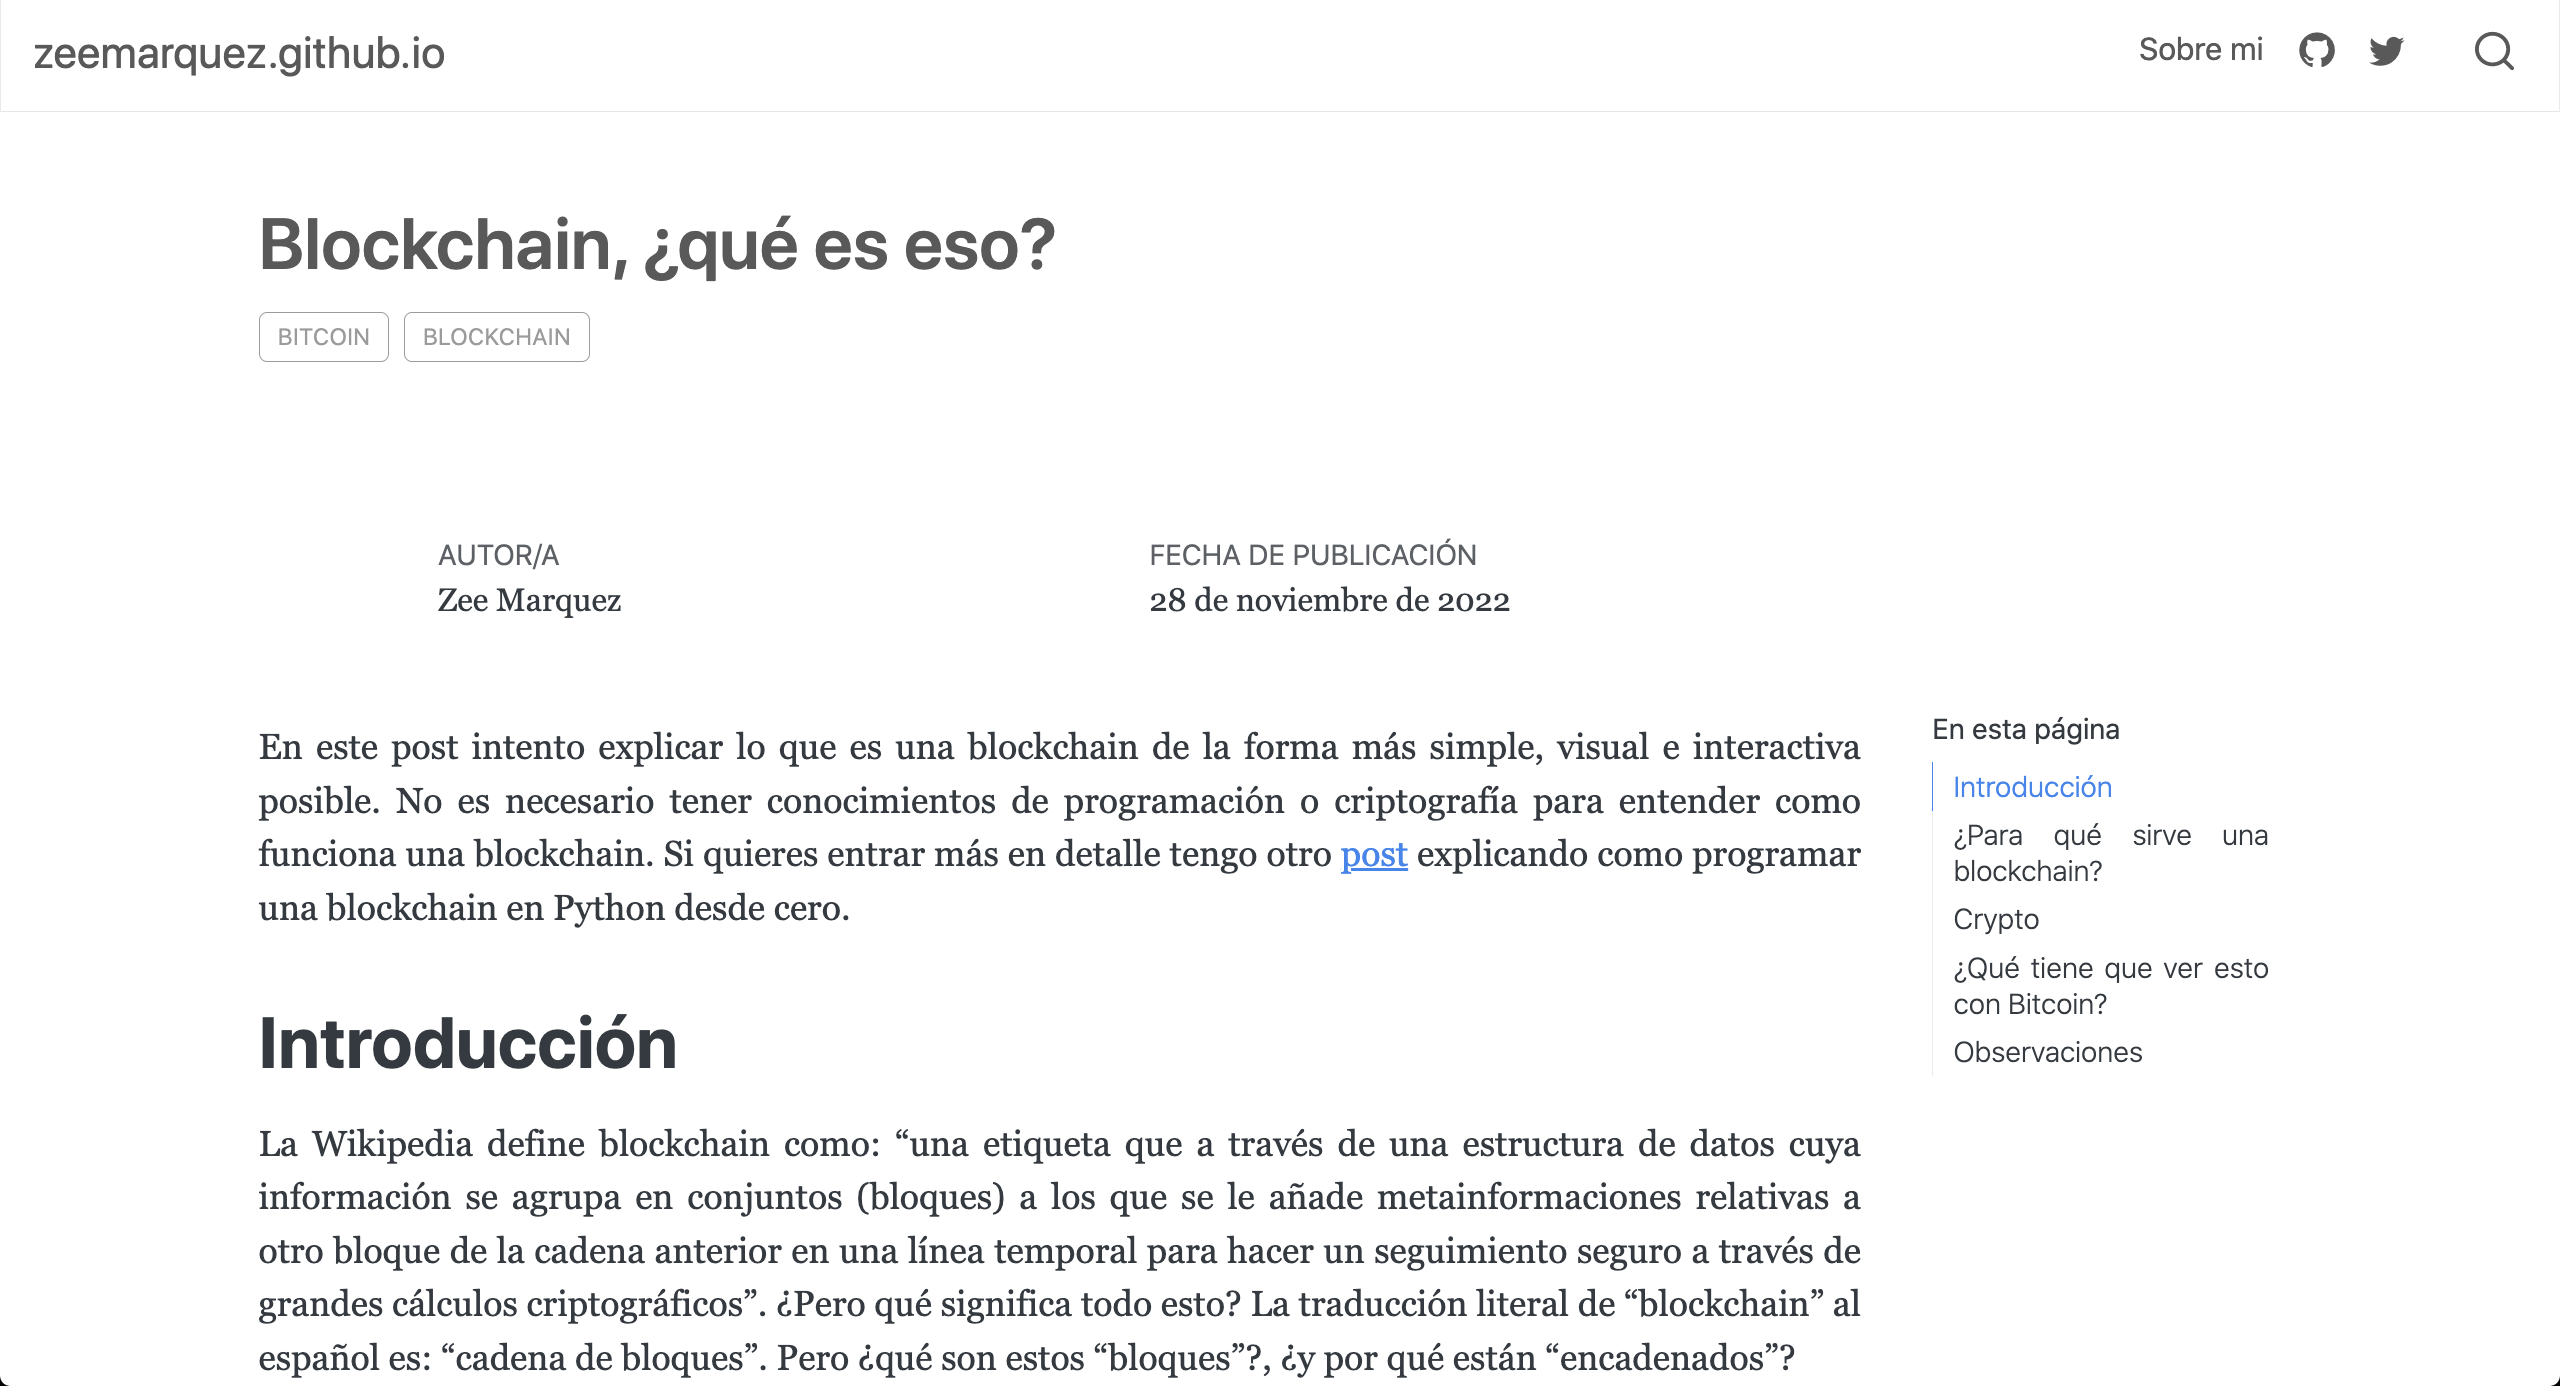 zeemarquez.github.io
Sobre mi
Blockchain, ¿qué es eso?
BITCOIN
BLOCKCHAIN
AUTOR/A
Zee Marquez
FECHA DE PUBLICACIÓN
28 de noviembre de 2022
En este post intento explicar lo que es una blockchain de la forma más simple, visual e interactiva
posible. No es necesario tener conocimientos de programación o criptografía para entender como
funciona una blockchain. Si quieres entrar más en detalle tengo otro post explicando como programar
una blockchain en Python desde cero.
Introducción
La Wikipedia define blockchain como: “una etiqueta que a través de una estructura de datos cuya
información se agrupa en conjuntos (bloques) a los que se le añade metainformaciones relativas a
otro bloque de la cadena anterior en una línea temporal para hacer un seguimiento seguro a través de
grandes cálculos criptográficos”. ¿Pero qué significa todo esto? La traducción literal de “blockchain” al
español es: “cadena de bloques”. Pero ¿qué son estos “bloques”?, ¿y por qué están “encadenados”?
En esta página
Introducción
¿Para qué sirve una
blockchain?
Crypto
¿Qué tiene que ver esto
con Bitcoin?
Observaciones